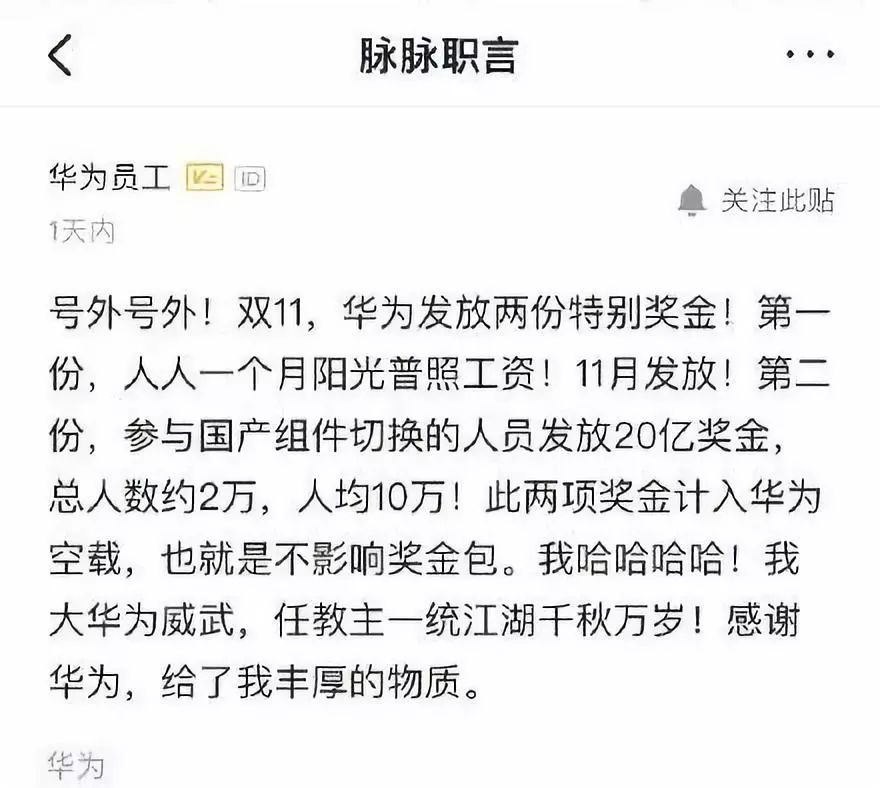 脉脉职言
华为员工 V ID
1天内
关注此贴
号外号外！双11，华为发放两份特别奖金！第一
份，人人一个月阳光普照工资！11月发放！第二
份，参与国产组件切换的人员发放20亿奖金，
总人数约2万，人均10万！此两项奖金计入华为
空载，也就是不影响奖金包。我哈哈哈哈！我
大华为威武，任教主一统江湖千秋万岁！感谢
华为，给了我丰厚的物质。
华为